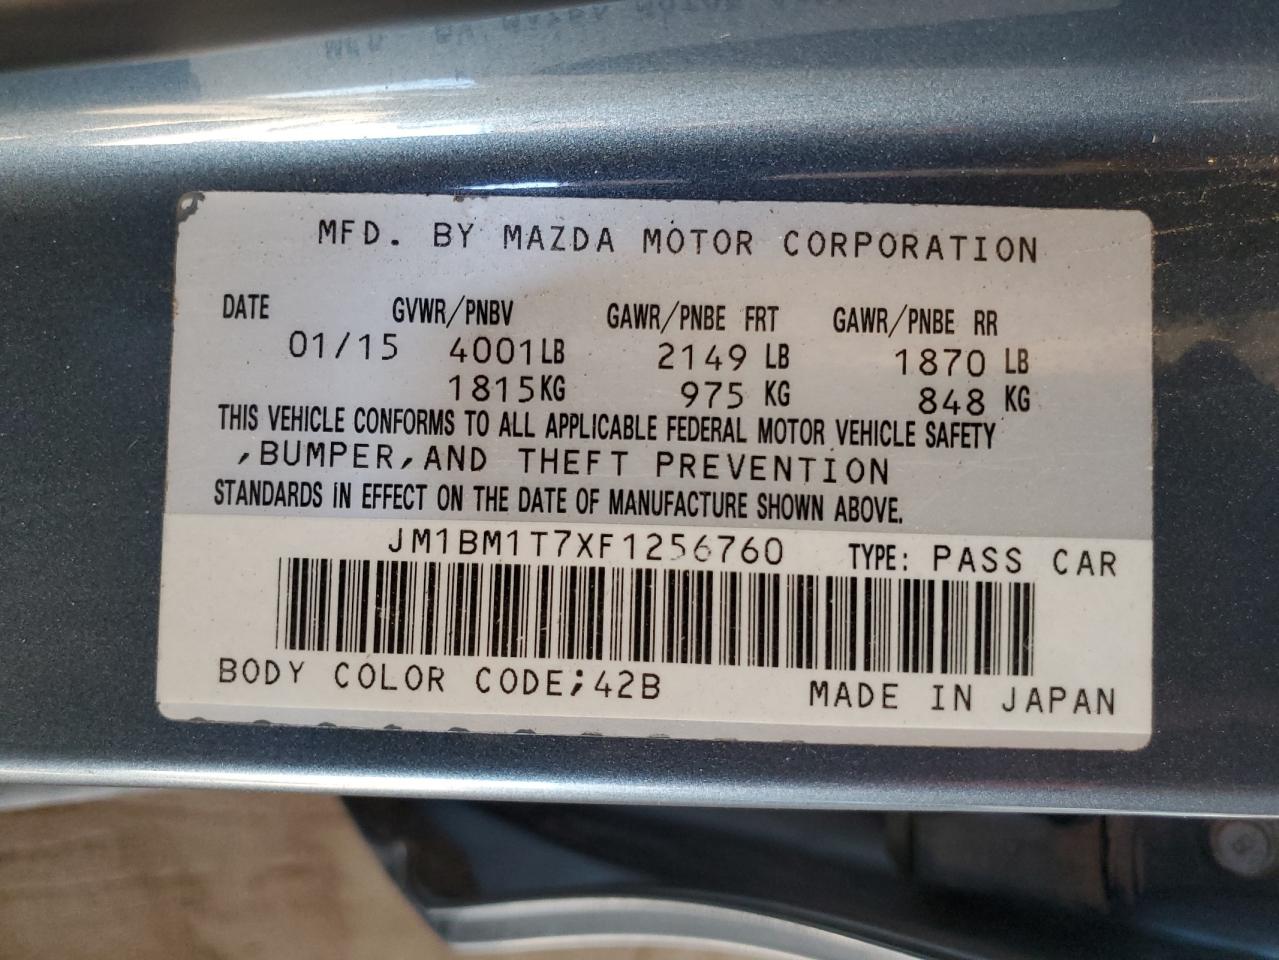 MFD. BY MAZDA MOTOR CORPORATION
DATE GVWR/PNBV GAWR/PNBE FRT GAWR/PNBE RR
01/15 4001LB 2149 LB 1870 LB
1815KG 975 KG 848 KG
THIS VEHICLE CONFORMS TO ALL APPLICABLE FEDERAL MOTOR VEHICLE SAFETY
,BUMPER,AND THEFT PREVENTION
STANDARDS IN EFFECT ON THE DATE OF MANUFACTURE SHOWN ABOVE.
JM1BM1T7XF1256760 TYPE: PASS CAR
BODY COLOR CODE;42B MADE IN JAPAN